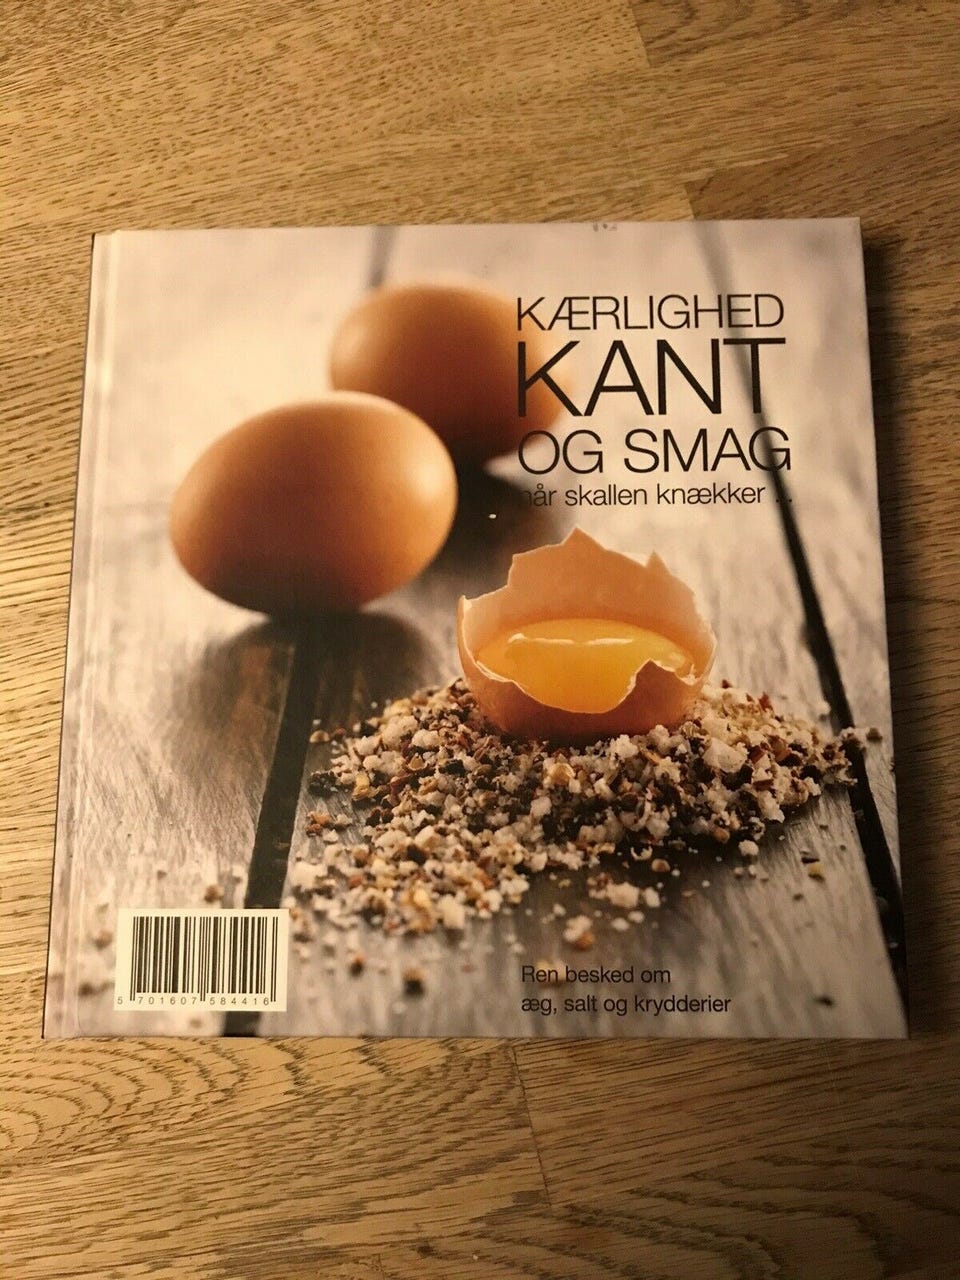 KÆRLIGHED
KANT
OG SMAG
når skallen knækker ...
Ren besked om
æg, salt og krydderier
5 701607 584416